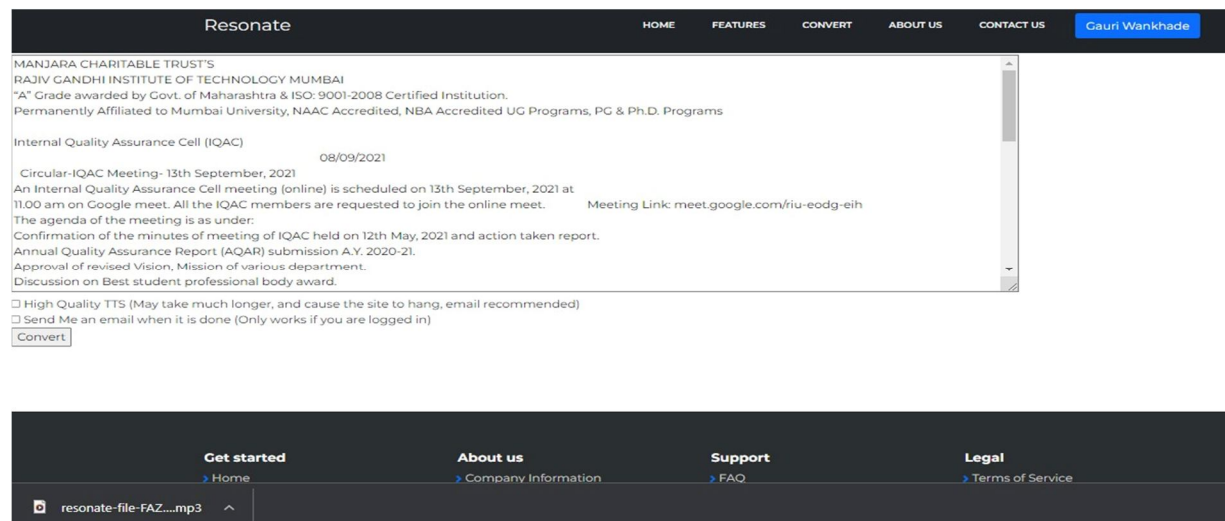 Resonate HOME FEATURES CONVERT ABOUT US CONTACT US Gauri Wankhade
MANJARA CHARITABLE TRUST'S
RAJIV GANDHI INSTITUTE OF TECHNOLOGY MUMBAI
"A" Grade awarded by Govt. of Maharashtra & ISO: 9001-2008 Certified Institution.
Permanently Affiliated to Mumbai University, NAAC Accredited, NBA Accredited UG Programs, PG & Ph.D. Programs
Internal Quality Assurance Cell (IQAC)
08/09/2021
Circular-IQAC Meeting- 13th September, 2021
An Internal Quality Assurance Cell meeting (online) is scheduled on 13th September, 2021 at
11.00 am on Google meet. All the IQAC members are requested to join the online meet. Meeting Link: meet.google.com/riu-eodg-eih
The agenda of the meeting is as under:
Confirmation of the minutes of meeting of IQAC held on 12th May, 2021 and action taken report.
Annual Quality Assurance Report (AQAR) submission A.Y. 2020-21.
Approval of revised Vision, Mission of various department.
Discussion on Best student professional body award.
High Quality TTS (May take much longer, and cause the site to hang, email recommended)
Send Me an email when it is done (Only works if you are logged in)
Convert
Get started About us Support Legal
Home Company Information FAQ Terms of Service
resonate-file-FAZ....mp3